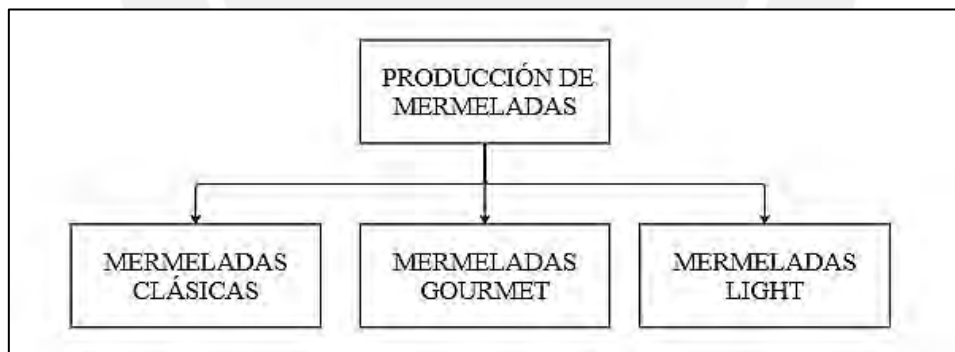 PRODUCCIÓN DE
MERMELADAS
MERMELADAS
CLÁSICAS
MERMELADAS
GOURMET
MERMELADAS
LIGHT